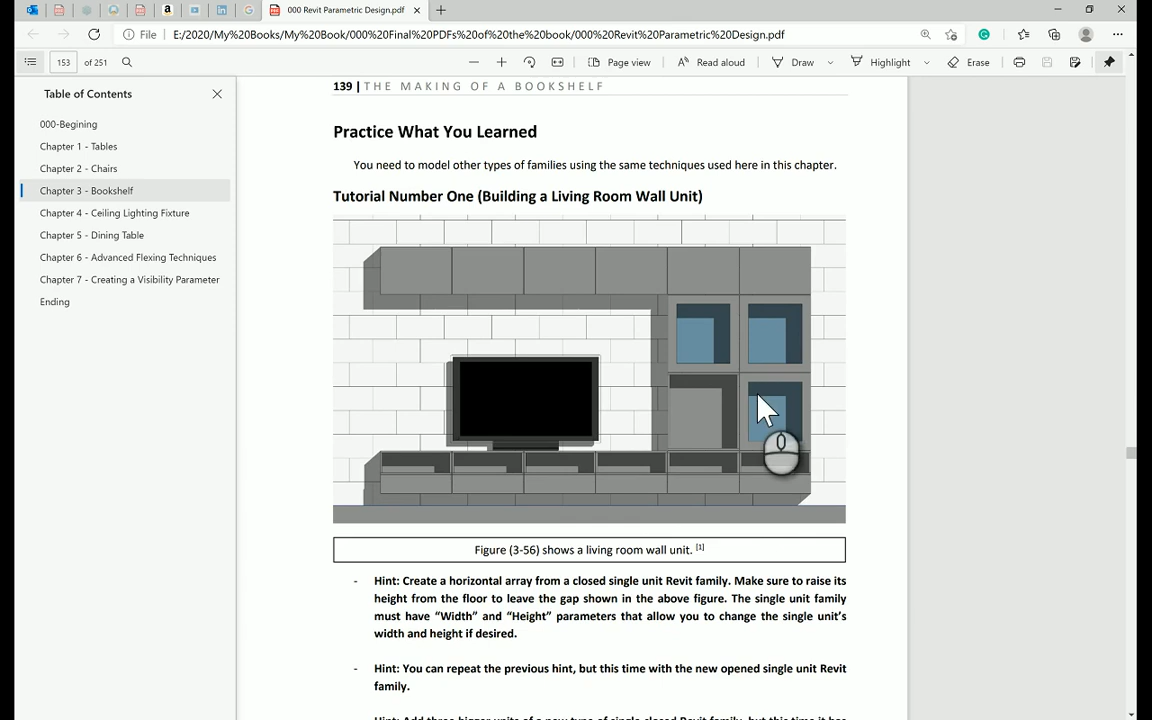 000 Revit Parametric Design.pdf
File
E:/2020/My%20Books/My%20Book/000%20Final%20PDFs%20of%20the%20book/000%20Revit%20Parametric%20Design.pdf
153 of 251
Page view
Read aloud
Draw
Highlight
Erase
Table of Contents
000-Begining
Chapter 1 - Tables
Chapter 2 - Chairs
Chapter 3 - Bookshelf
Chapter 4 - Ceiling Lighting Fixture
Chapter 5 - Dining Table
Chapter 6 - Advanced Flexing Techniques
Chapter 7 - Creating a Visibility Parameter
Ending
139 | THE MAKING OF A BOOKSHELF
Practice What You Learned
You need to model other types of families using the same techniques used here in this chapter.
Tutorial Number One (Building a Living Room Wall Unit)
Figure (3-56) shows a living room wall unit. [1]
- Hint: Create a horizontal array from a closed single unit Revit family. Make sure to raise its
height from the floor to leave the gap shown in the above figure. The single unit family
must have “Width” and “Height” parameters that allow you to change the single unit’s
width and height if desired.
- Hint: You can repeat the previous hint, but this time with the new opened single unit Revit
family.
- Hint: Add three bigger units of a new type of single closed Revit family, but this time it has